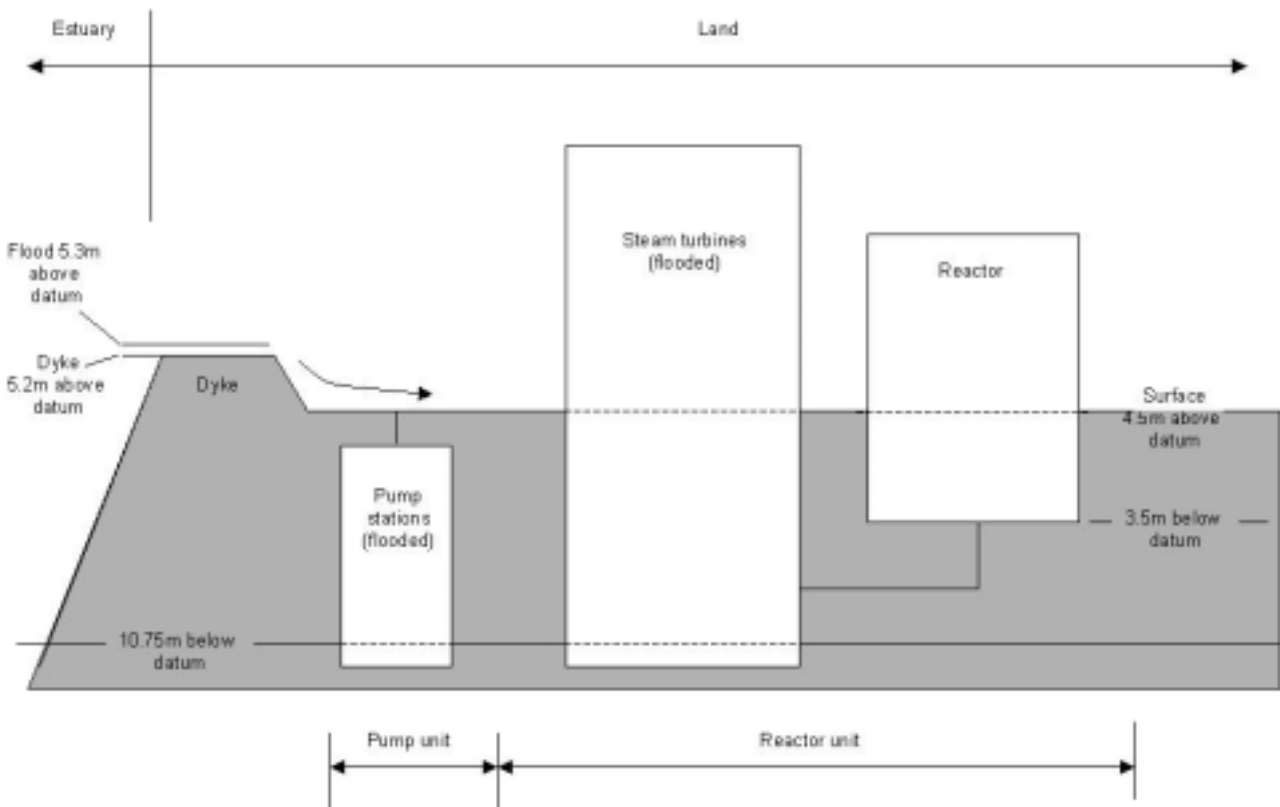 Estuary
Land
Flood 5.3m
above
datum
Dyke
5.2m above
datum
Dyke
Steam turbines
(flooded)
Reactor
Surface
4.5m above
datum
Pump
stations
(flooded)
3.5m below
datum
10.75m below
datum
Pump unit
Reactor unit